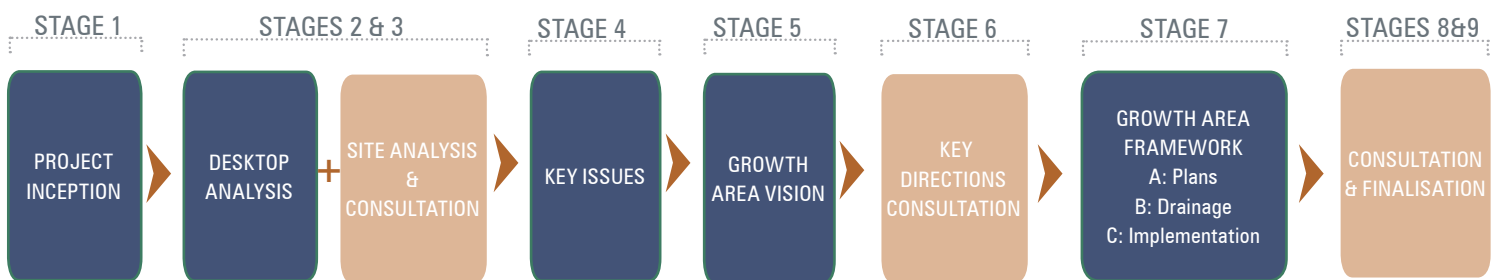 STAGE 1
STAGES 2 & 3
STAGE 4
STAGE 5
STAGE 6
STAGE 7
STAGES 8&9
PROJECT
INCEPTION
DESKTOP
ANALYSIS
+
SITE ANALYSIS
&
CONSULTATION
KEY ISSUES
GROWTH
AREA VISION
KEY
DIRECTIONS
CONSULTATION
GROWTH AREA
FRAMEWORK
A: Plans
B: Drainage
C: Implementation
CONSULTATION
& FINALISATION